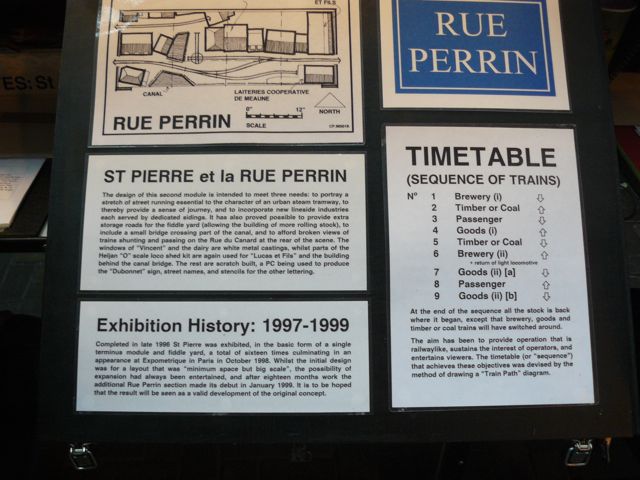 ET FILS
CANAL
LAITERIES COOPERATIVE
DE MEAUNE
RUE PERRIN
0" 12"
SCALE
NORTH
RUE
PERRIN
ST PIERRE et la RUE PERRIN
The design of this second module is intended to meet three needs: to portray a
stretch of street running essential to the character of an urban steam tramway, to
thereby provide a sense of journey, and to incorporate new lineside industries
each served by dedicated sidings. It has also proved possible to provide extra
storage roads for the fiddle yard (allowing the building of more rolling stock), to
include a small bridge crossing part of the canal, and to afford broken views of
trains shunting and passing on the Rue du Canard at the rear of the scene. The
windows of "Vincent" and the dairy are white metal castings, whilst parts of the
Heljan "O" scale loco shed kit are again used for "Lucas et Fils" and the building
behind the canal bridge. The rest are scratch built, a PC being used to produce
the "Dubonnet" sign, street names, and stencils for the other lettering.
Exhibition History: 1997-1999
Completed in late 1996 St Pierre was exhibited, in the basic form of a single
terminus module and fiddle yard, a total of sixteen times culminating in an
appearance at Expometrique in Paris in October 1998. Whilst the initial design
was for a layout that was "minimum space but big scale", the possibility of
expansion had always been entertained, and after eighteen months work the
additional Rue Perrin section made its debut in January 1999. It is to be hoped
that the result will be seen as a valid development of the original concept.
TIMETABLE
(SEQUENCE OF TRAINS)
Nº 1 Brewery (i) ⇩
2 Timber or Coal ⇧
3 Passenger ⇩
4 Goods (i) ⇧
5 Timber or Coal ⇩
6 Brewery (ii) ⇧
+ return of light locomotive
7 Goods (ii) [a] ⇩
8 Passenger ⇧
9 Goods (ii) [b] ⇩
At the end of the sequence all the stock is back
where it began, except that brewery, goods and
timber or coal trains will have switched around.
The aim has been to provide operation that is
railwaylike, sustains the interest of operators, and
entertains viewers. The timetable (or "sequence")
that achieves these objectives was devised by the
method of drawing a "Train Path" diagram.